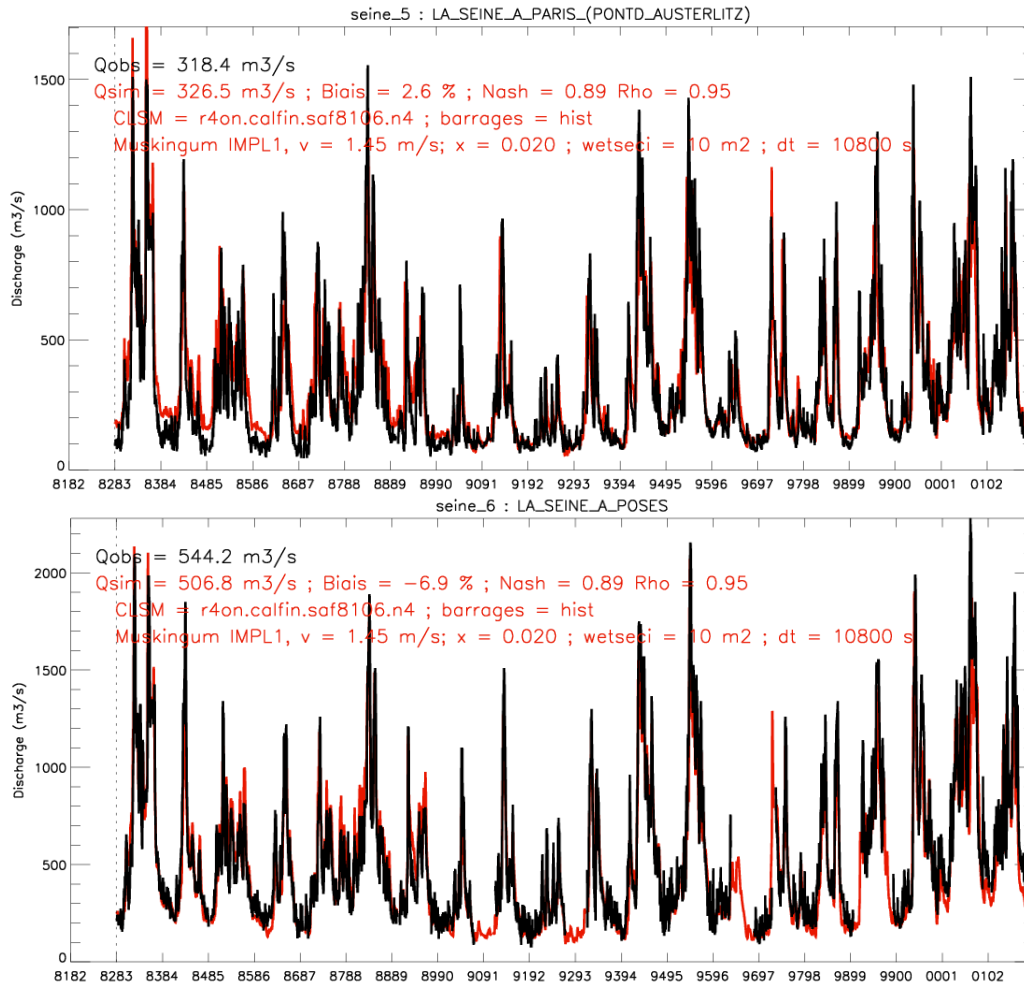 seine_5 : LA_SEINE_A_PARIS_(PONTD_AUSTERLITZ)
Qobs = 318.4 m3/s
Qsim = 326.5 m3/s ; Biais = 2.6 % ; Nash = 0.89 Rho = 0.95
CLSM = r4on.calfin.saf8106.n4 ; barrages = hist
Muskingum IMPL1, v = 1.45 m/s; x = 0.020 ; wetseci = 10 m2 ; dt = 10800 s
Discharge (m3/s)
1500
1000
500
0
8182 8283 8384 8485 8586 8687 8788 8889 8990 9091 9192 9293 9394 9495 9596 9697 9798 9899 9900 0001 0102
seine_6 : LA_SEINE_A_POSES
Qobs = 544.2 m3/s
Qsim = 506.8 m3/s ; Biais = -6.9 % ; Nash = 0.89 Rho = 0.95
CLSM = r4on.calfin.saf8106.n4 ; barrages = hist
Muskingum IMPL1, v = 1.45 m/s; x = 0.020 ; wetseci = 10 m2 ; dt = 10800 s
Discharge (m3/s)
2000
1500
1000
500
0
8182 8283 8384 8485 8586 8687 8788 8889 8990 9091 9192 9293 9394 9495 9596 9697 9798 9899 9900 0001 0102